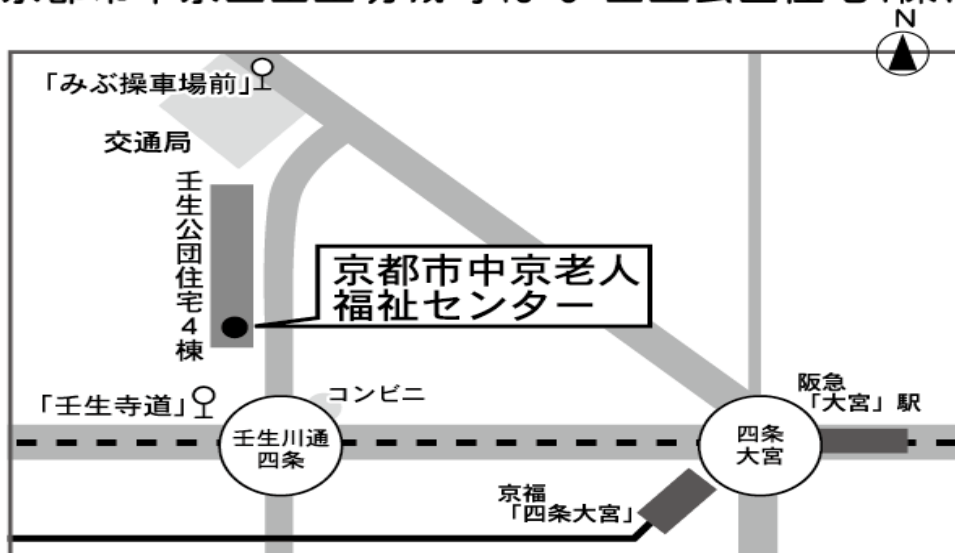 N
「みぶ操車場前」
交通局
壬生公団住宅4棟
京都市中京老人
福祉センター
コンビニ
「壬生寺道」
壬生川通
四条
阪急
「大宮」駅
四条
大宮
京福
「四条大宮」